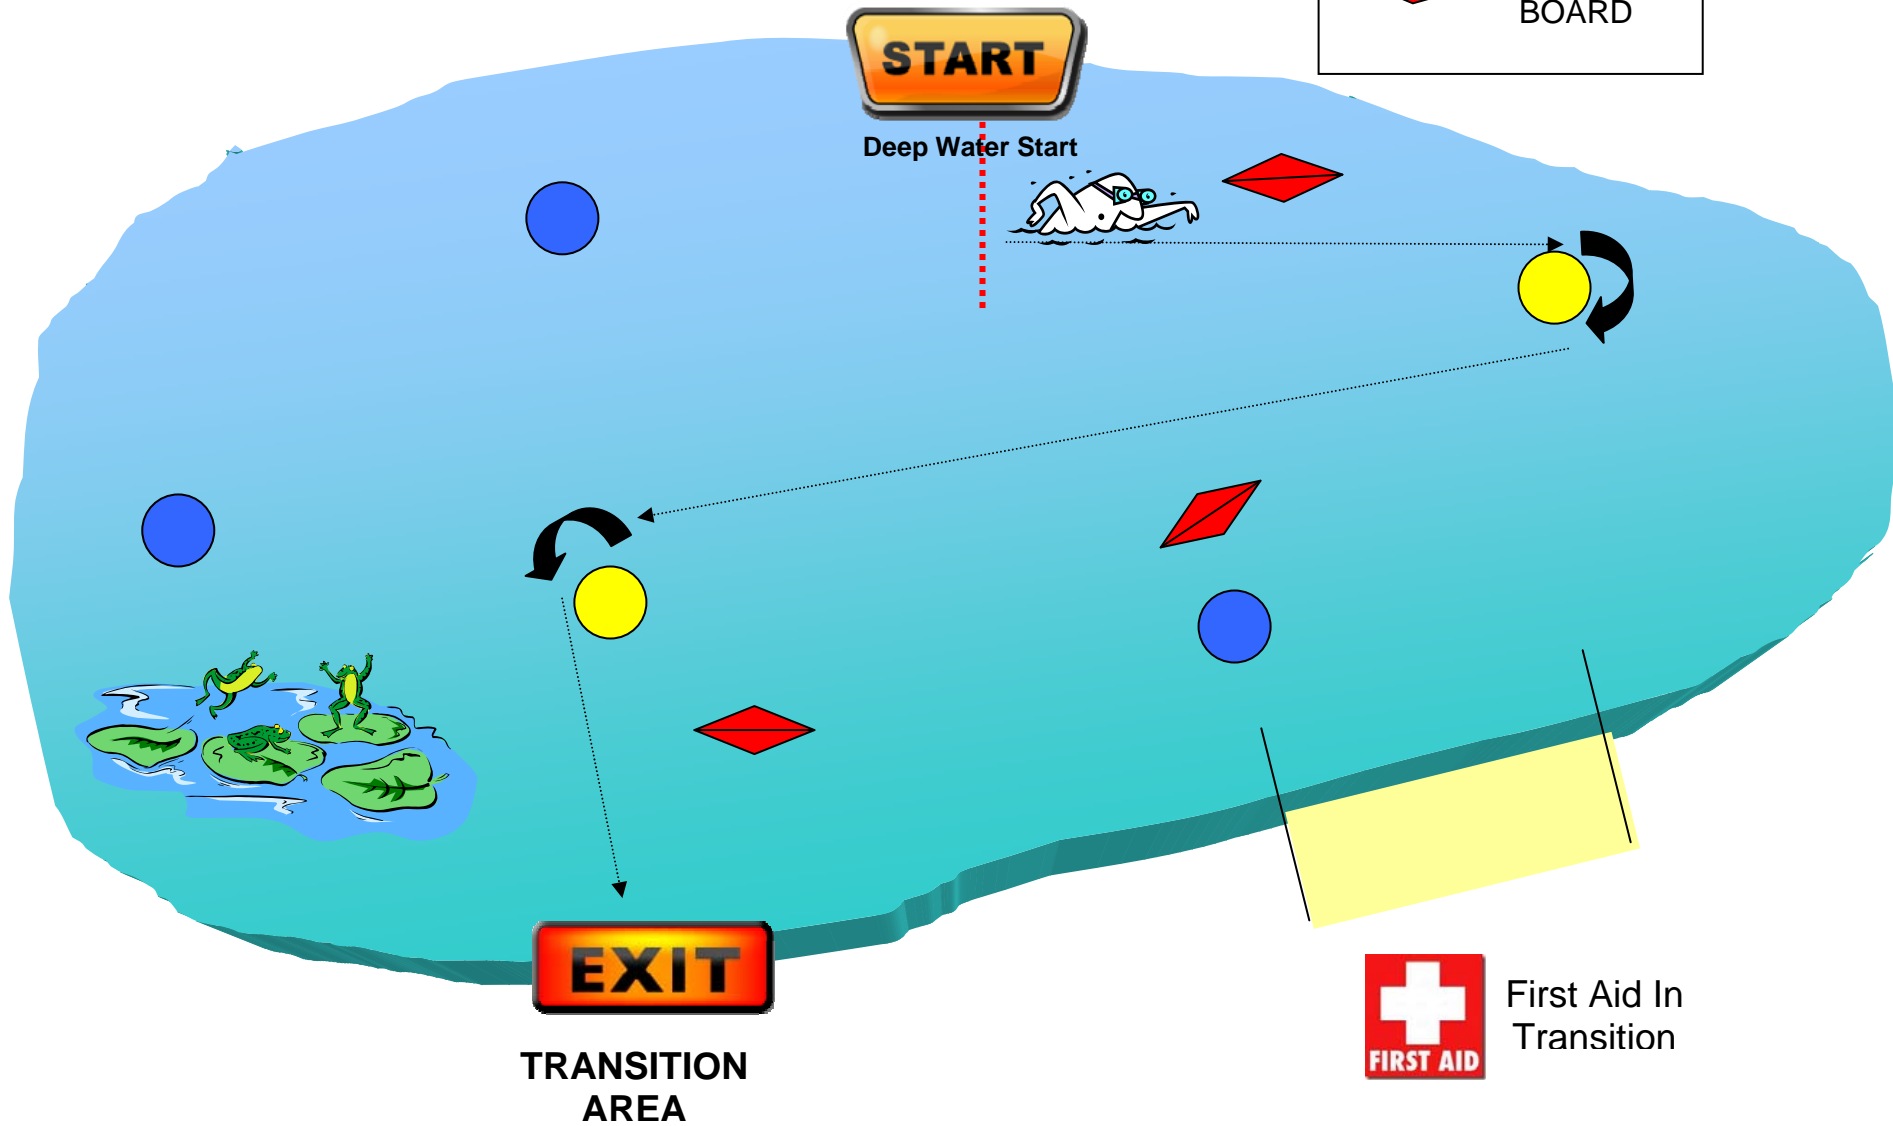 BOARD
START
Deep Water Start
EXIT
TRANSITION
AREA
FIRST AID
First Aid In
Transition